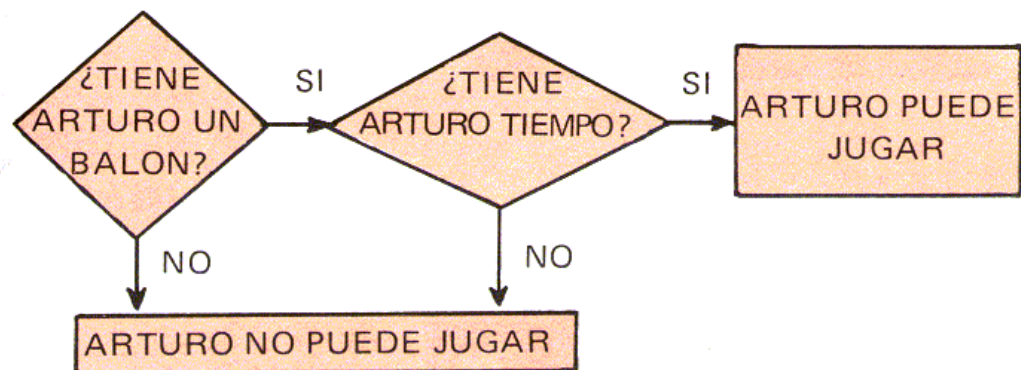 ¿TIENE
ARTURO UN
BALON?
SI
¿TIENE
ARTURO TIEMPO?
SI
ARTURO PUEDE
JUGAR
NO
NO
ARTURO NO PUEDE JUGAR